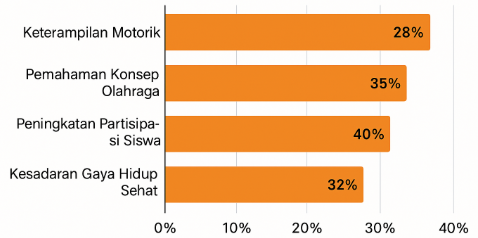 Keterampilan Motorik
28%
Pemahaman Konsep
Olahraga
35%
Peningkatan Partisipa-
si Siswa
40%
Kesadaran Gaya Hidup
Sehat
32%
0% 10% 20% 30% 40%